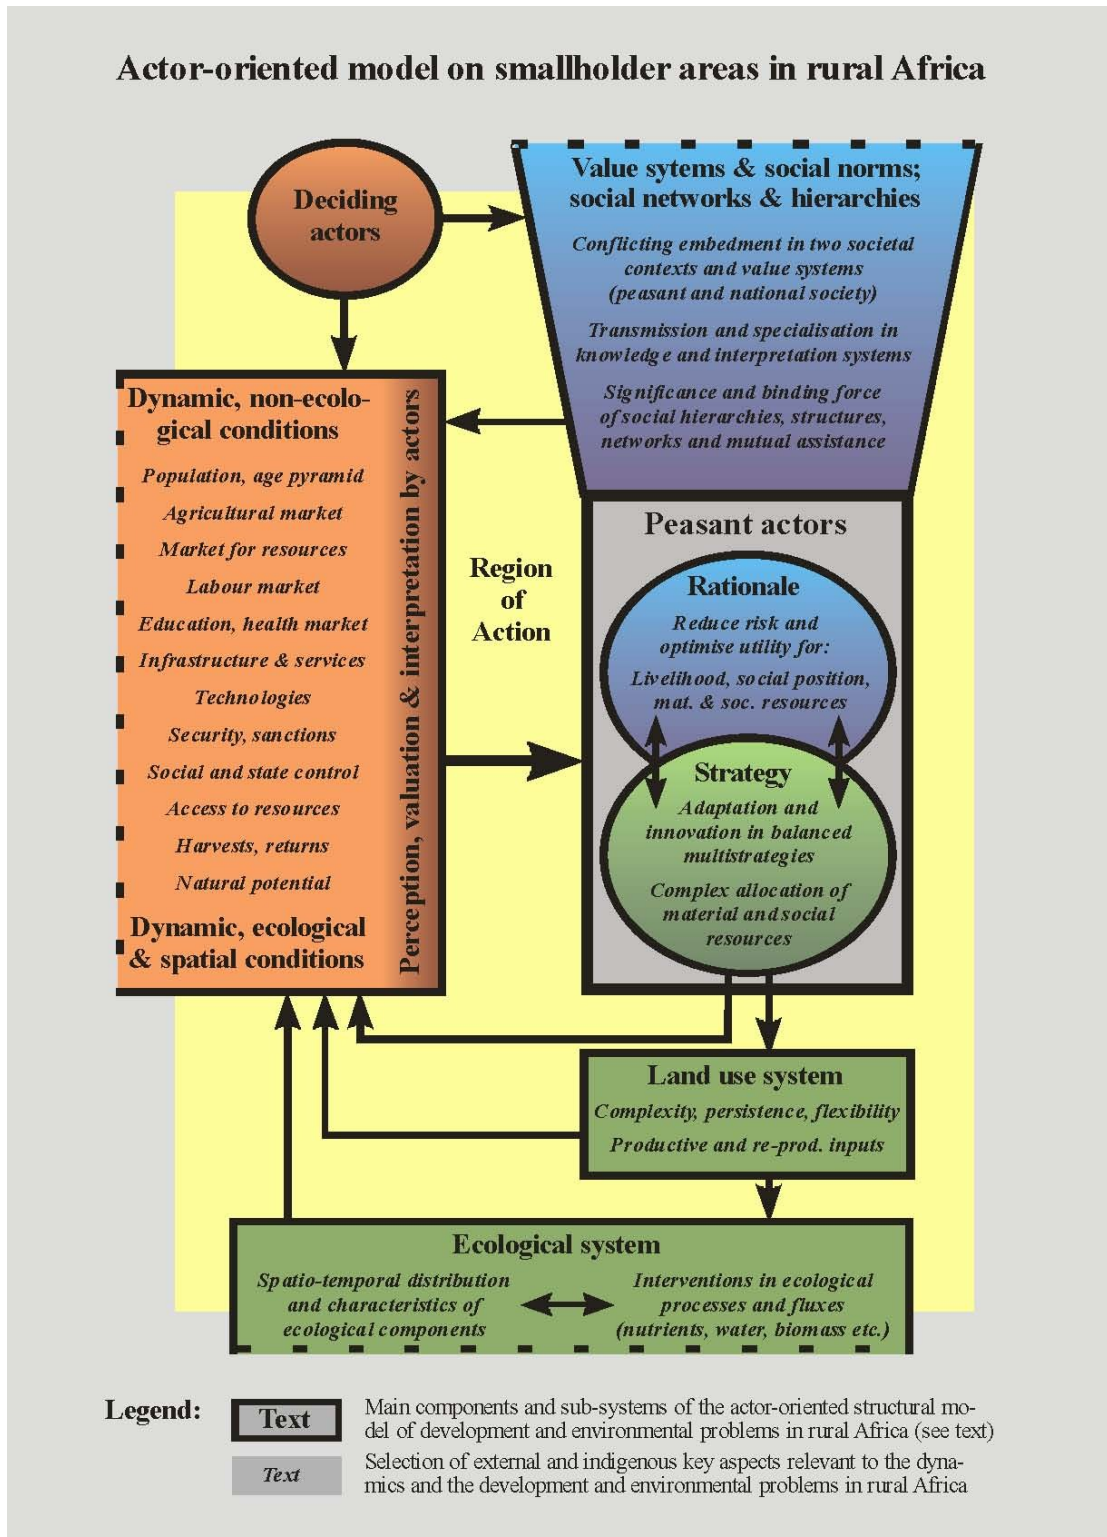 Actor-oriented model on smallholder areas in rural Africa
Deciding
actors
Value sytems & social norms;
social networks & hierarchies
Conflicting embedment in two societal
contexts and value systems
(peasant and national society)
Transmission and specialisation in
knowledge and interpretation systems
Significance and binding force
of social hierarchies, structures,
networks and mutual assistance
Dynamic, non-ecolo-
gical conditions
Population, age pyramid
Agricultural market
Market for resources
Labour market
Education, health market
Infrastructure & services
Technologies
Security, sanctions
Social and state control
Access to resources
Harvests, returns
Natural potential
Dynamic, ecological
& spatial conditions
Perception, valuation & interpretation by actors
Region
of
Action
Peasant actors
Rationale
Reduce risk and
optimise utility for:
Livelihood, social position,
mat. & soc. resources
Strategy
Adaptation and
innovation in balanced
multistrategies
Complex allocation of
material and social
resources
Land use system
Complexity, persistence, flexibility
Productive and re-prod. inputs
Ecological system
Spatio-temporal distribution
and characteristics of
ecological components
Interventions in ecological
processes and fluxes
(nutrients, water, biomass etc.)
Legend:
Text
Main components and sub-systems of the actor-oriented structural mo-
del of development and environmental problems in rural Africa (see text)
Text
Selection of external and indigenous key aspects relevant to the dyna-
mics and the development and environmental problems in rural Africa